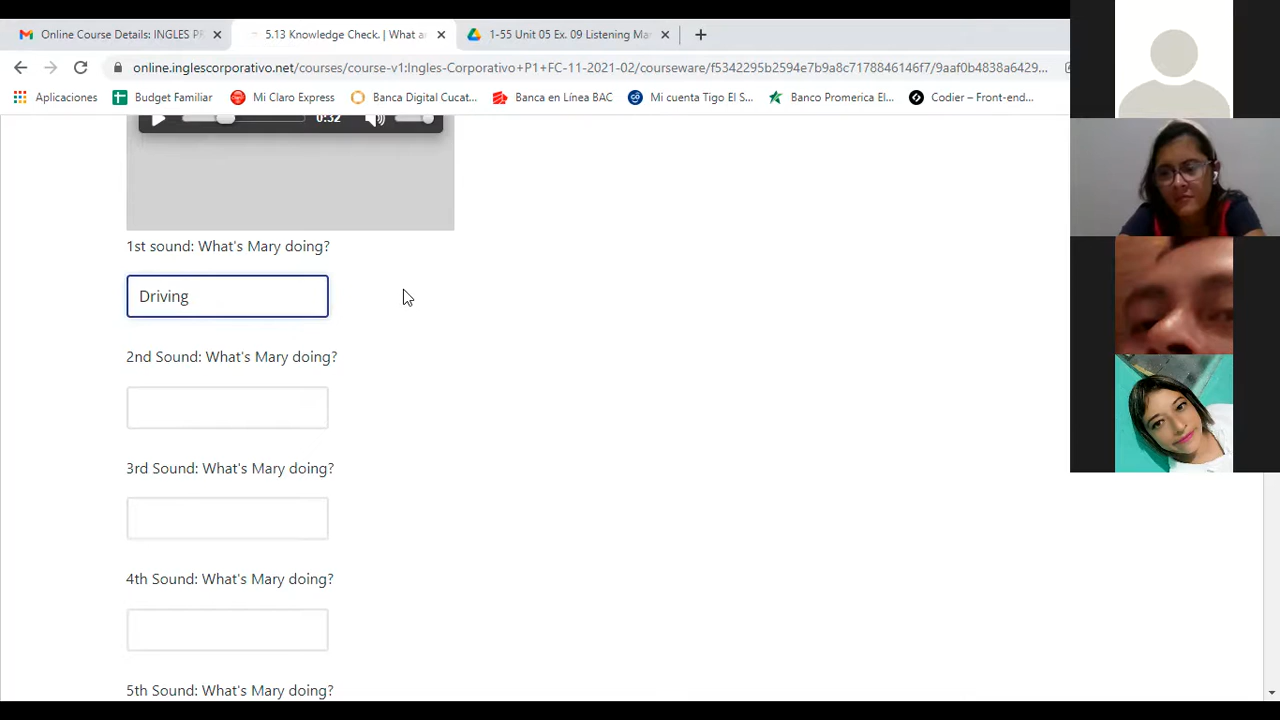 Online Course Details: INGLES PR
5.13 Knowledge Check. | What ar
1-55 Unit 05 Ex. 09 Listening Mar
online.inglescorporativo.net/courses/course-v1:Ingles-Corporativo+P1+FC-11-2021-02/courseware/f5342295b2594e7b9a8c7178846146f7/9aaf0b4838a6429...
Aplicaciones
Budget Familiar
Mi Claro Express
Banca Digital Cucat...
Banca en Línea BAC
Mi cuenta Tigo El S...
Banco Promerica El...
Codier – Front-end...
0:32
1st sound: What's Mary doing?
Driving
2nd Sound: What's Mary doing?
3rd Sound: What's Mary doing?
4th Sound: What's Mary doing?
5th Sound: What's Mary doing?